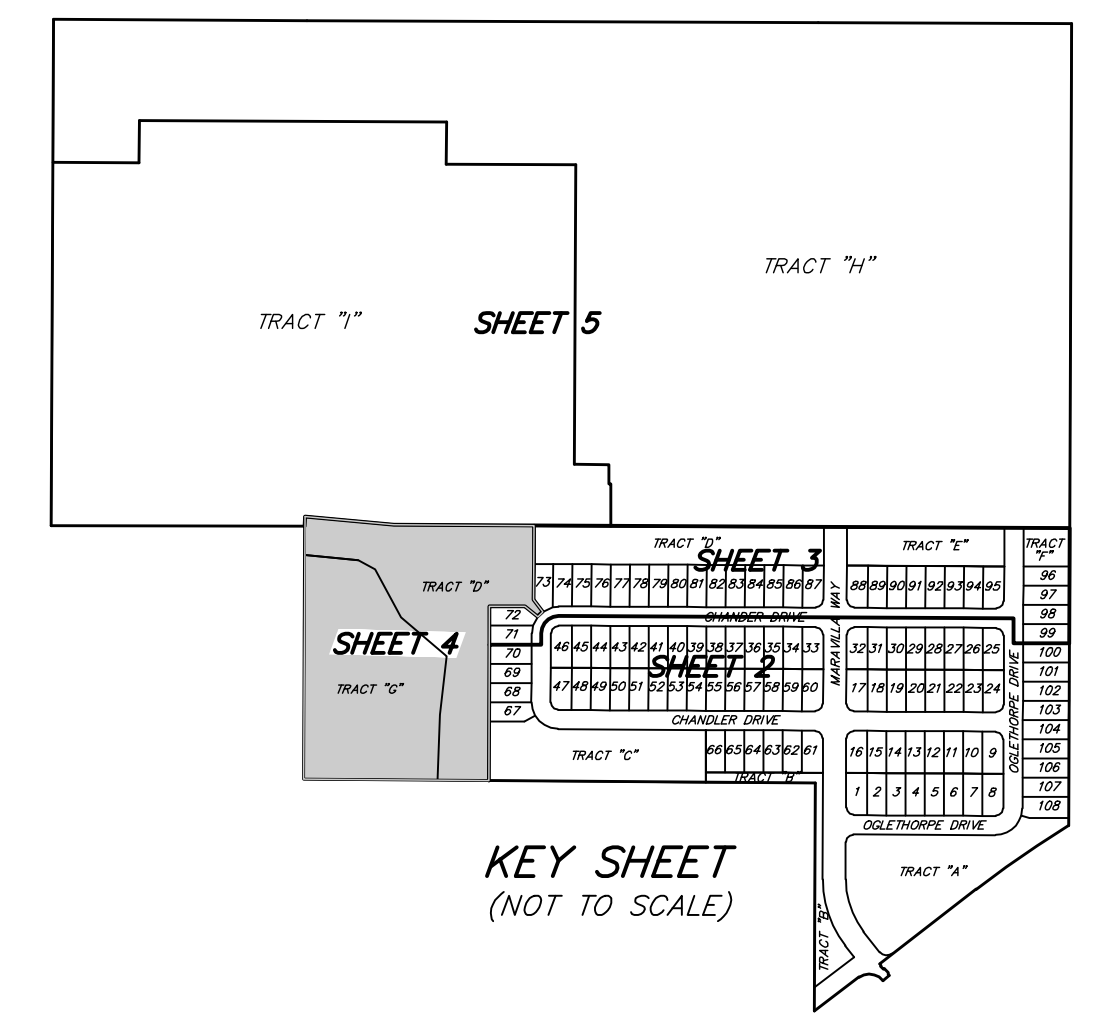 TRACT "H"
TRACT "I"
SHEET 5
TRACT "D"
SHEET 3
TRACT "E"
TRACT "F"
73 74 75 76 77 78 79 80 81 82 83 84 85 86 87
88 89 90 91 92 93 94 95
96
97
98
99
TRACT "D"
CHANDER DRIVE
MARAVILLA WAY
72
71
70
69
68
67
SHEET 4
TRACT "G"
46 45 44 43 42 41 40 39 38 37 36 35 34 33
32 31 30 29 28 27 26 25
SHEET 2
47 48 49 50 51 52 53 54 55 56 57 58 59 60
17 18 19 20 21 22 23 24
OGLETHORPE DRIVE
100
101
102
103
104
105
106
107
108
CHANDLER DRIVE
TRACT "C"
66 65 64 63 62 61
TRACT "B"
16 15 14 13 12 11 10 9
1 2 3 4 5 6 7 8
OGLETHORPE DRIVE
TRACT "A"
TRACT "B"
KEY SHEET
(NOT TO SCALE)